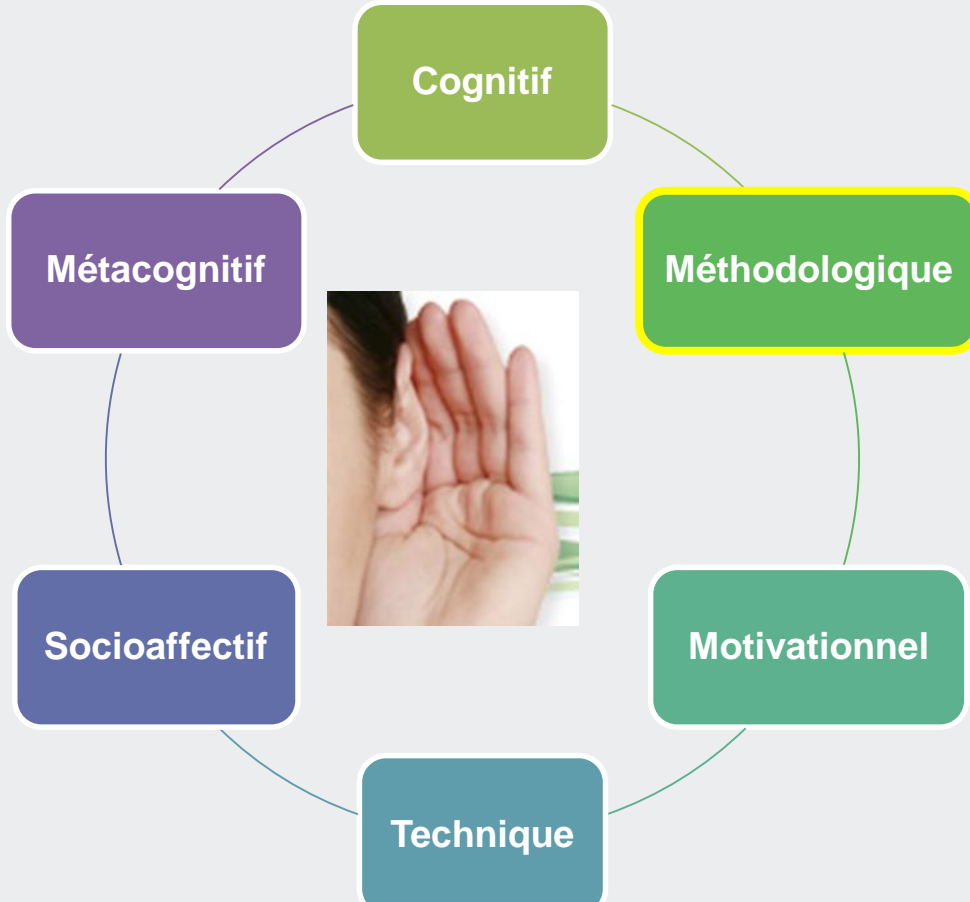 Cognitif
Méthodologique
Motivationnel
Technique
Socioaffectif
Métacognitif